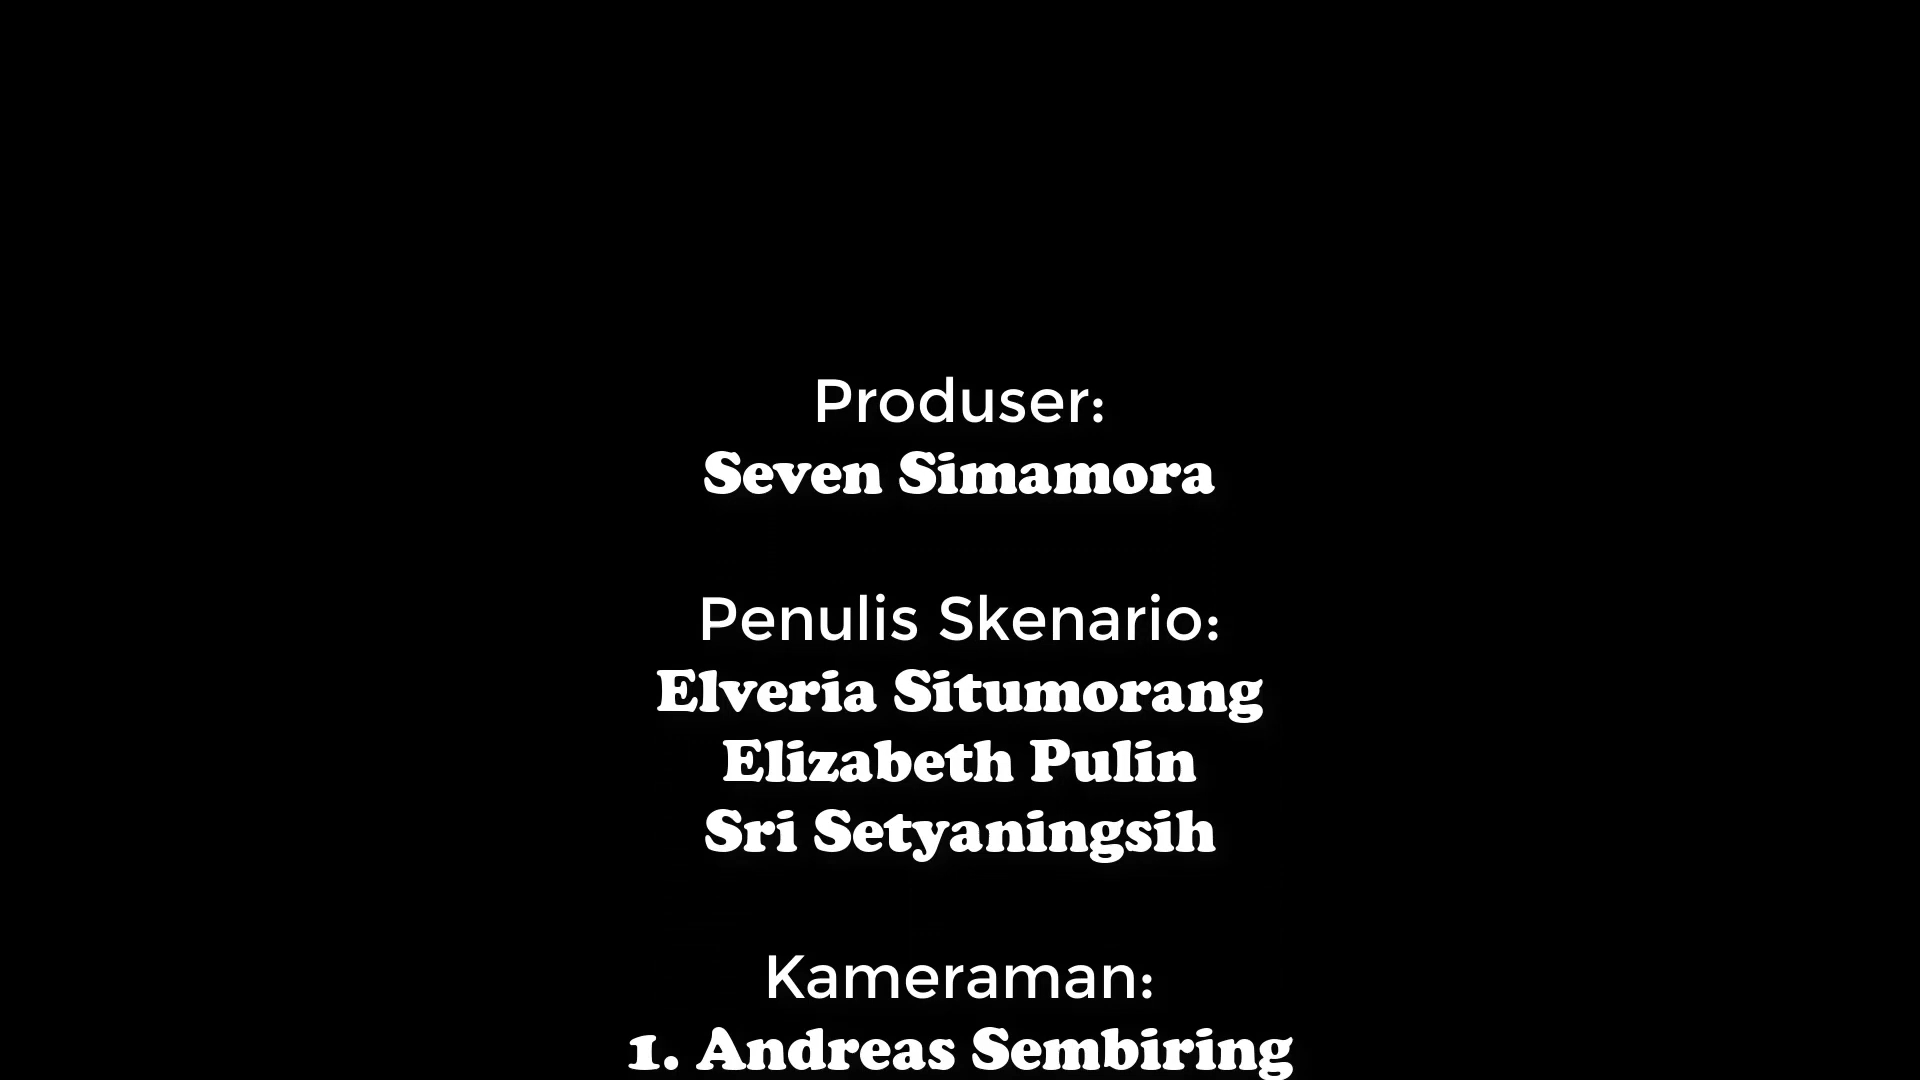 Produser:
Seven Simamora
Penulis Skenario:
Elveria Situmorang
Elizabeth Pulin
Sri Setyaningsih
Kameraman:
1. Andreas Sembiring